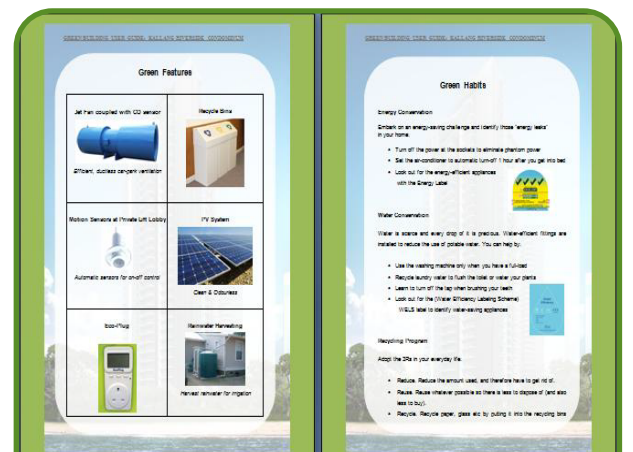 GREEN BUILDING USER GUIDE: KALLANG RIVERSIDE CONDOMINIUM
Green Features
Jet Fan coupled with CO sensor
Efficient, ductless car-park ventilation
Recycle Bins
Motion Sensors at Private Lift Lobby
Automatic sensors for on-off control
PV System
Clean & Odourless
Eco-Plug
Rainwater Harvesting
Harvest rainwater for irrigation
GREEN BUILDING USER GUIDE: KALLANG RIVERSIDE CONDOMINIUM
Green Habits
Energy Conservation
Embark on an energy-saving challenge and identify those "energy leaks"
in your home.
• Turn off the power at the sockets to eliminate phantom power
• Set the air-conditioner to automatic turn-off 1 hour after you get into bed
• Look out for the energy-efficient appliances
with the Energy Label
Water Conservation
Water is scarce and every drop of it is precious. Water-efficient fittings are
installed to reduce the use of potable water. You can help by:
• Use the washing machine only when you have a full-load
• Recycle laundry water to flush the toilet or water your plants
• Learn to turn off the tap when brushing your teeth
• Look out for the (Water Efficiency Labeling Scheme)
WELS label to identify water-saving appliances
Recycling Program
Adopt the 3Rs in your everyday life.
• Reduce. Reduce the amount used, and therefore have to get rid of.
• Reuse. Reuse whatever possible so there is less to dispose of (and also
less to buy).
• Recycle. Recycle paper, glass etc by putting it into the recycling bins